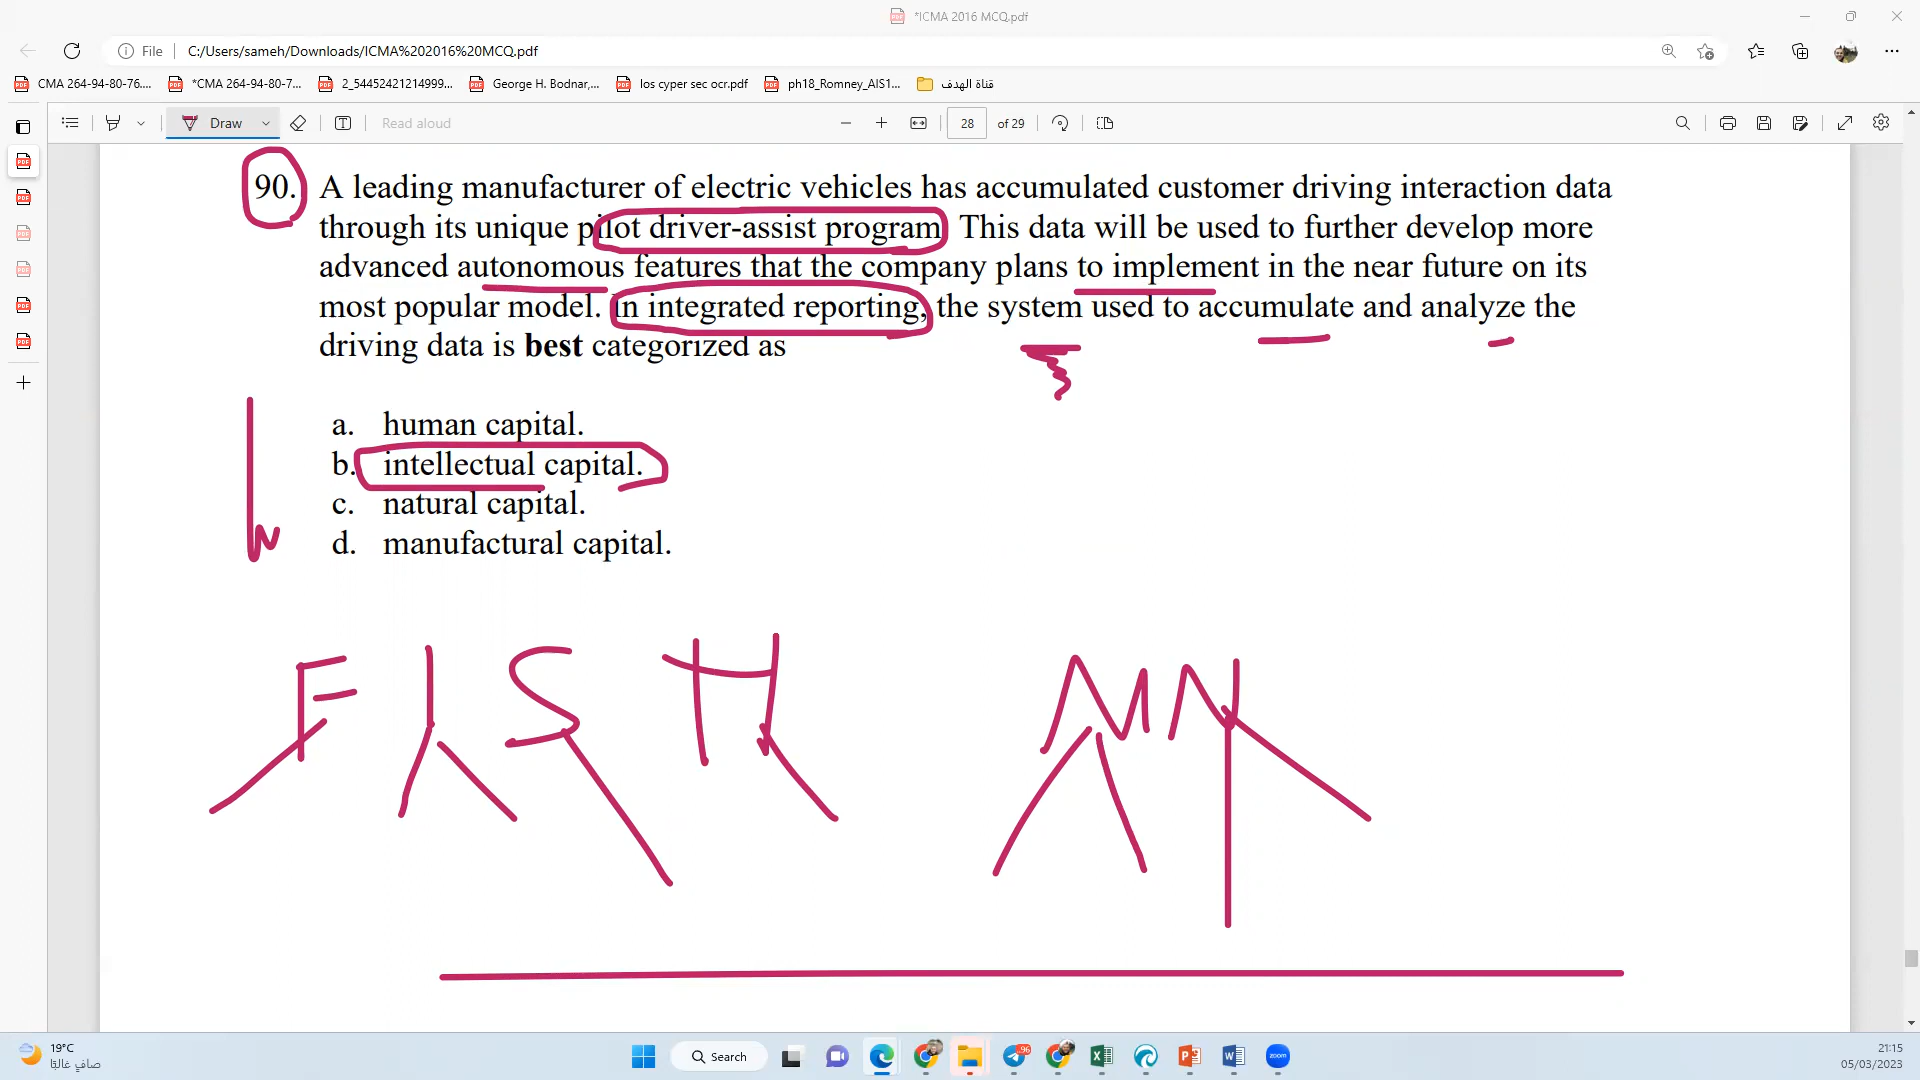 *ICMA 2016 MCQ.pdf
File C:/Users/sameh/Downloads/ICMA%202016%20MCQ.pdf
CMA 264-94-80-76.... *CMA 264-94-80-7... 2_54452421214999... George H. Bodnar,... los cyper sec ocr.pdf ph18_Romney_AIS1... قناة الهدف
Draw Read aloud 28 of 29
90. A leading manufacturer of electric vehicles has accumulated customer driving interaction data
through its unique pilot driver-assist program. This data will be used to further develop more
advanced autonomous features that the company plans to implement in the near future on its
most popular model. In integrated reporting, the system used to accumulate and analyze the
driving data is best categorized as
a. human capital.
b. intellectual capital.
c. natural capital.
d. manufactural capital.
F I S H M N
19°C
صافٍ غالبًا
Search
96
zoom
21:15
05/03/2023